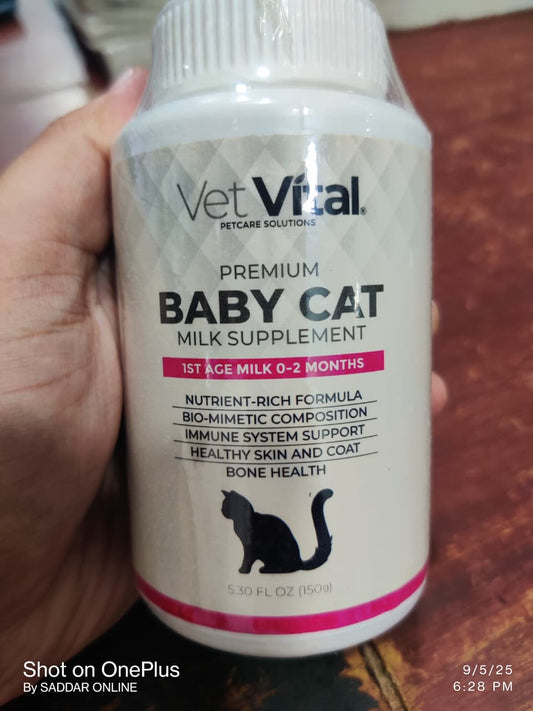 Vet Vital®
PETCARE SOLUTIONS
PREMIUM
BABY CAT
MILK SUPPLEMENT
1ST AGE MILK 0-2 MONTHS
NUTRIENT-RICH FORMULA
BIO-MIMETIC COMPOSITION
IMMUNE SYSTEM SUPPORT
HEALTHY SKIN AND COAT
BONE HEALTH
5.30 FL OZ (150g)
Shot on OnePlus
By SADDAR ONLINE
9/5/25
6:28 PM